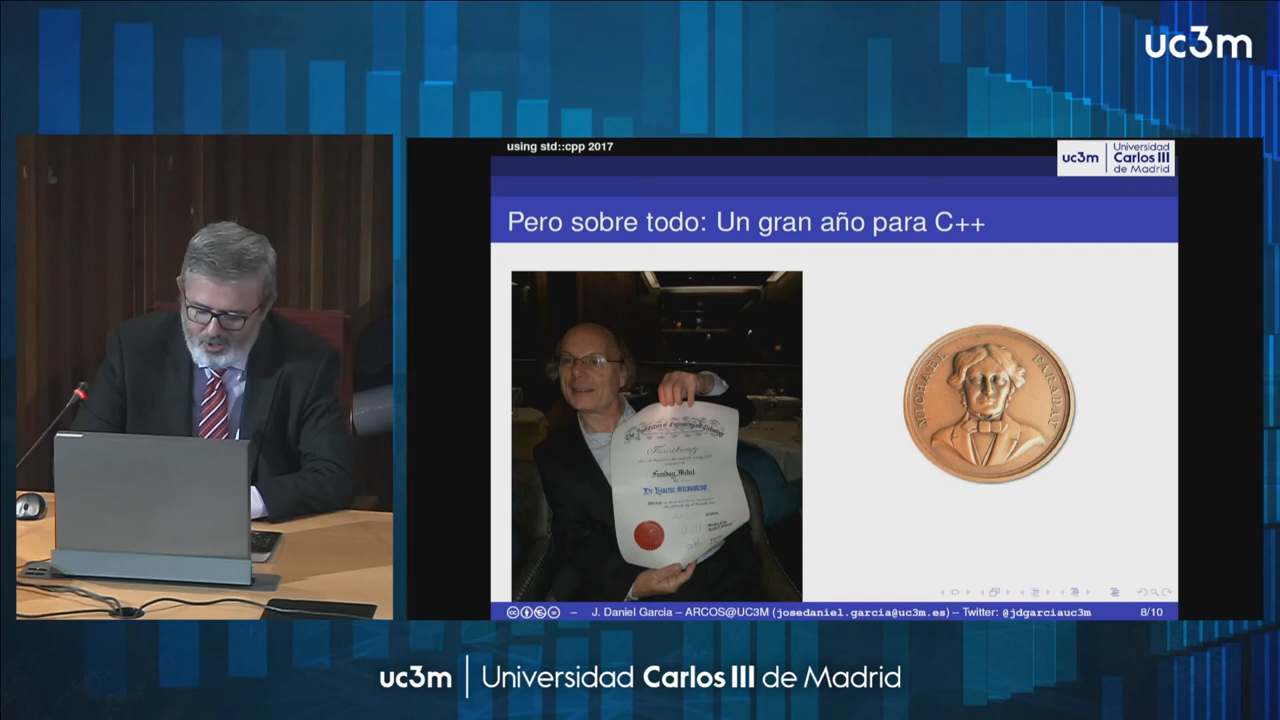 uc3m
using std::cpp 2017
uc3m | Universidad
Carlos III
de Madrid
Pero sobre todo: Un gran año para C++
Faraday Medal
MICHAEL FARADAY
– J. Daniel Garcia – ARCOS@UC3M (josedaniel.garcia@uc3m.es) – Twitter: @jdgarciauc3m 8/10
uc3m | Universidad Carlos III de Madrid